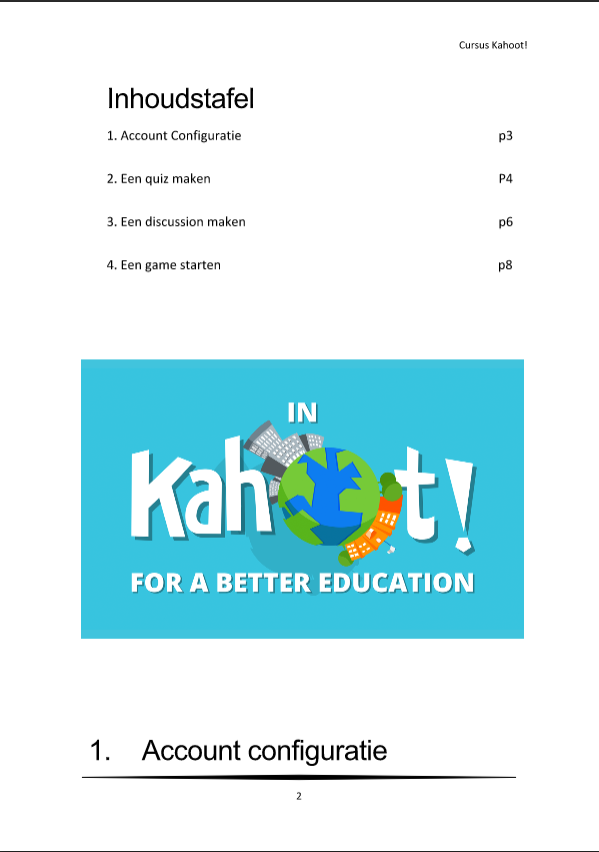 Cursus Kahoot!
Inhoudstafel
1. Account Configuratie p3
2. Een quiz maken P4
3. Een discussion maken p6
4. Een game starten p8
IN
Kahoot!
FOR A BETTER EDUCATION
1. Account configuratie
2